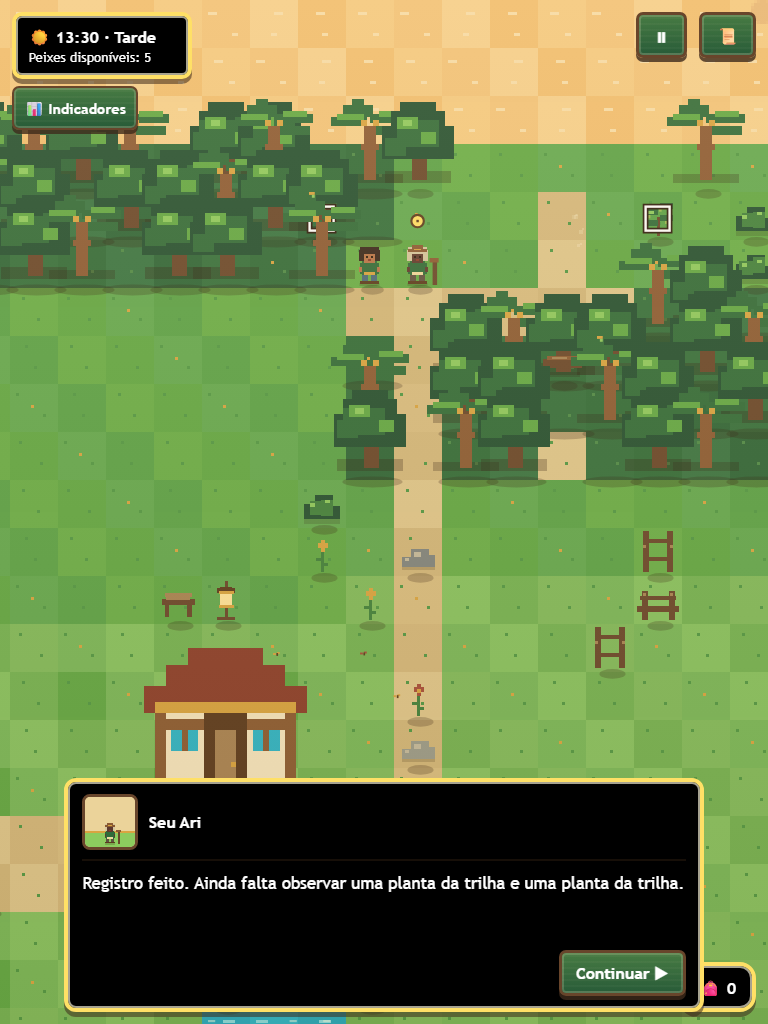 13:30 · Tarde
Peixes disponíveis: 5
Indicadores
Seu Ari
Registro feito. Ainda falta observar uma planta da trilha e uma planta da trilha.
Continuar ▶
0